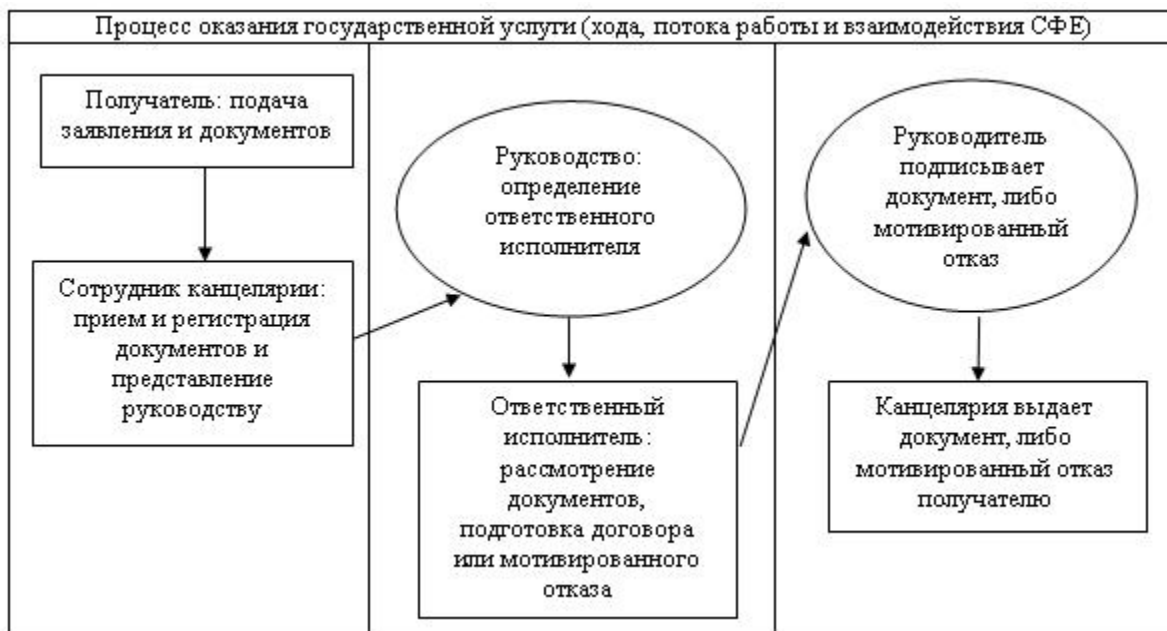 Процесс оказания государственной услуги (хода, потока работы и взаимодействия СФЕ)
Получатель: подача
заявления и документов
Сотрудник канцелярии:
прием и регистрация
документов и
представление
руководству
Руководство:
определение
ответственного
исполнителя
Ответственный
исполнитель:
рассмотрение
документов,
подготовка договора
или мотивированного
отказа
Руководитель
подписывает
документ, либо
мотивированный
отказ
Канцелярия выдает
документ, либо
мотивированный отказ
получателю